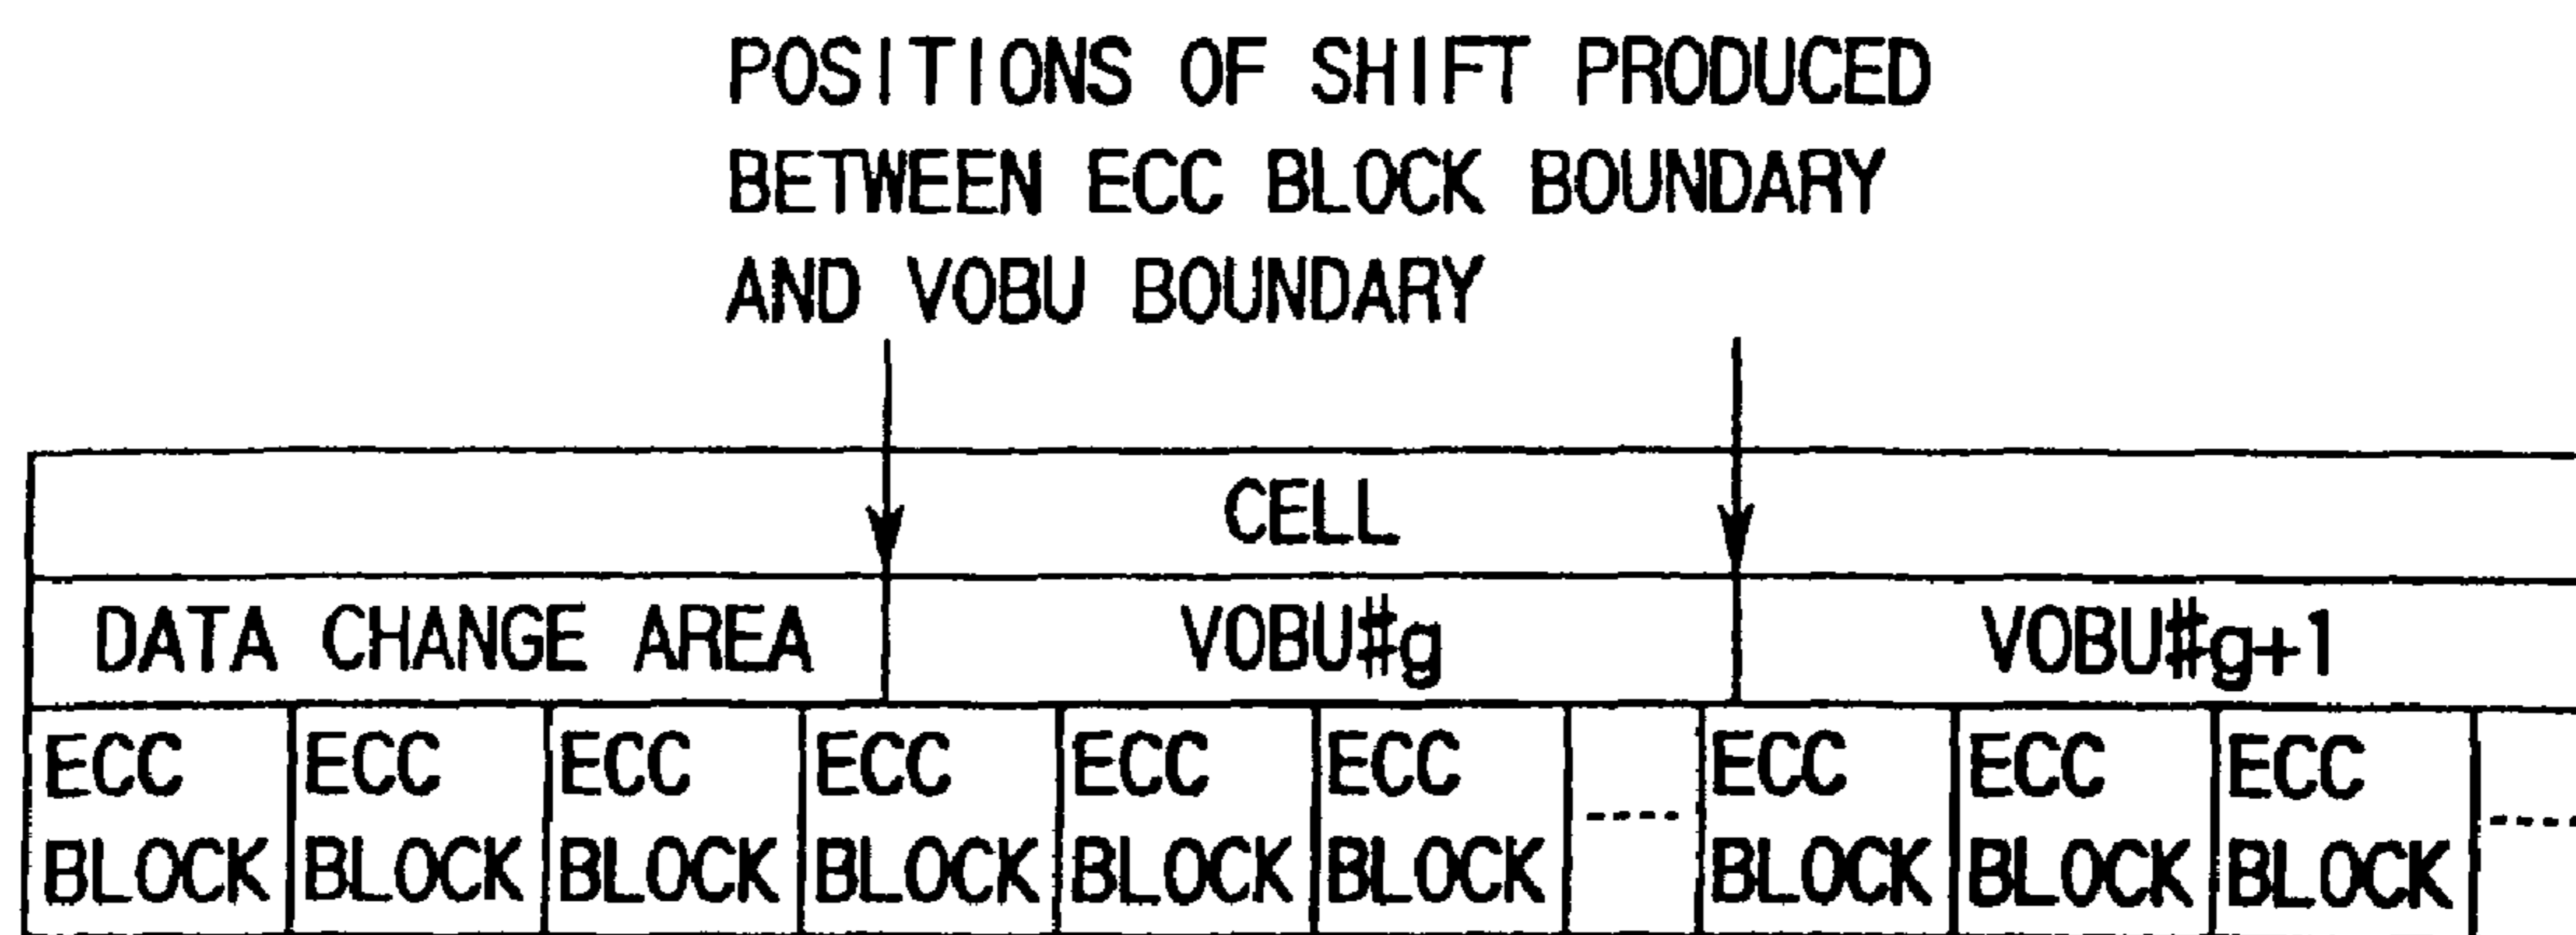 POSITIONS OF SHIFT PRODUCED
BETWEEN ECC BLOCK BOUNDARY
AND VOBU BOUNDARY
CELL
DATA CHANGE AREA VOBU#g VOBU#g+1
ECC ECC ECC ECC ECC ECC ECC ECC ECC
BLOCK BLOCK BLOCK BLOCK BLOCK BLOCK BLOCK BLOCK BLOCK